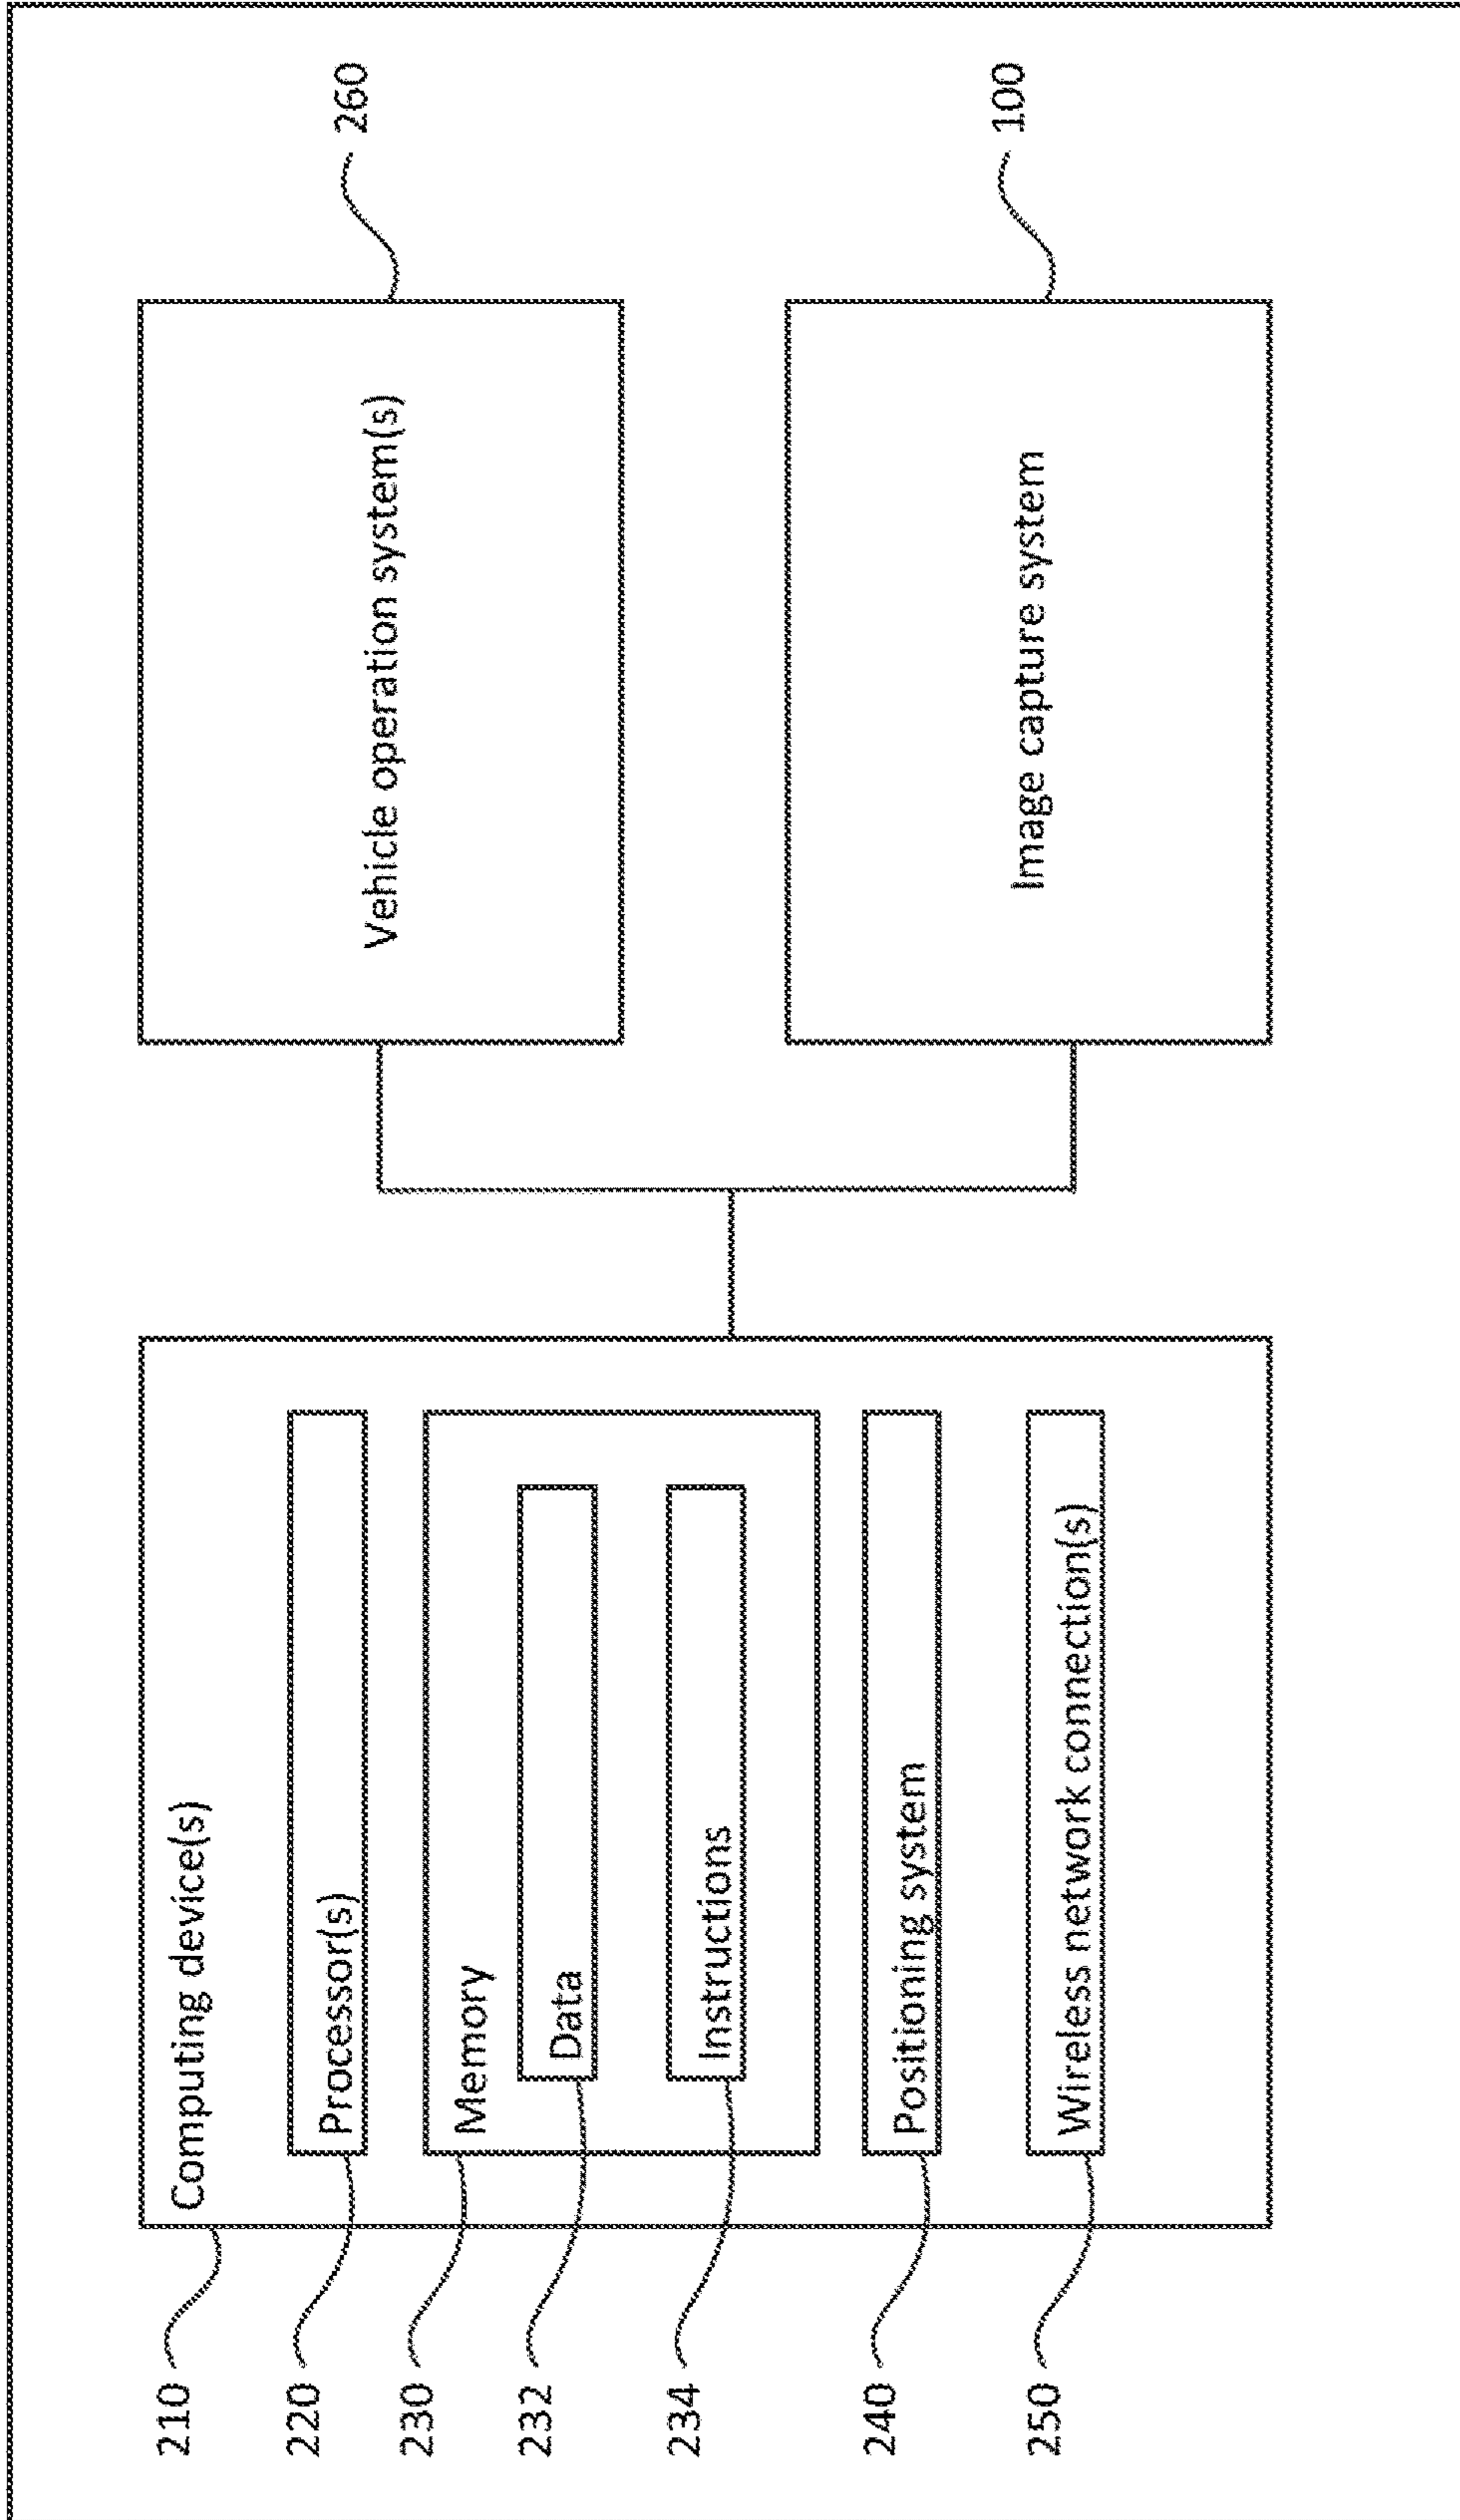 210
Computing device(s)
220
Processor(s)
230
Memory
232
Data
234
Instructions
240
Positioning system
250
Wireless network connection(s)
Vehicle operation system(s)
260
Image capture system
100